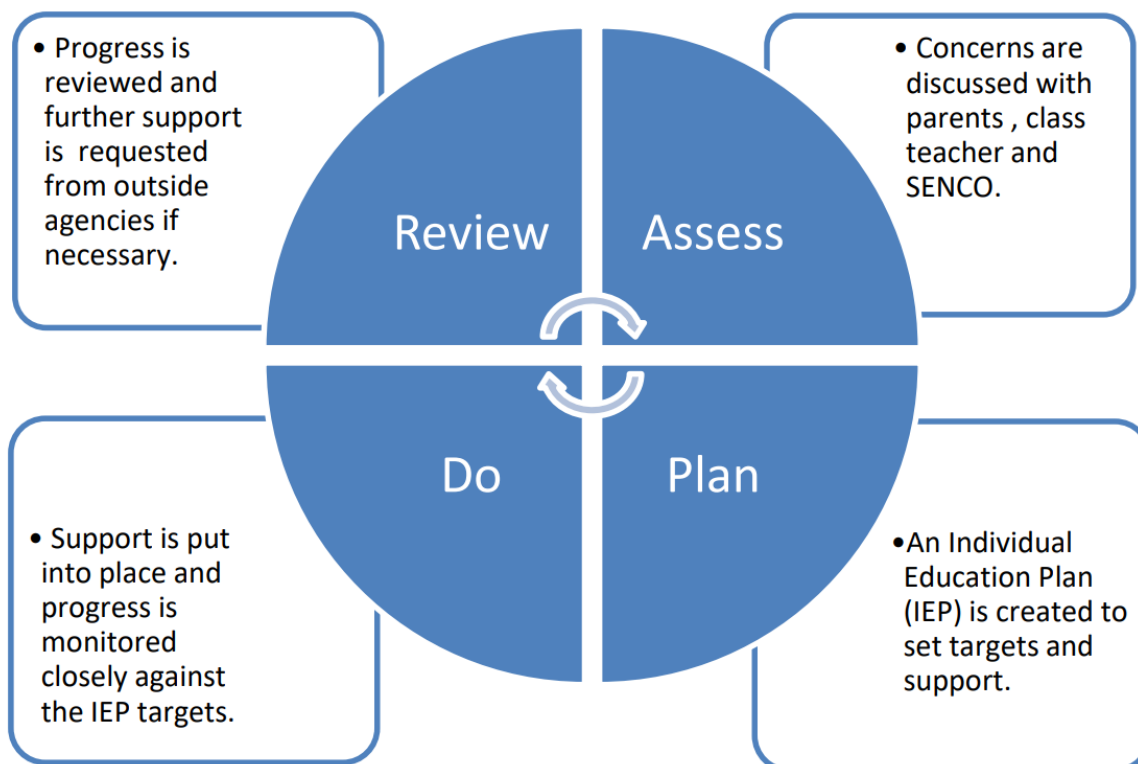 • Progress is
reviewed and
further support
is requested
from outside
agencies if
necessary.
• Concerns are
discussed with
parents , class
teacher and
SENCO.
Review
Assess
Do
Plan
• Support is put
into place and
progress is
monitored
closely against
the IEP targets.
•An Individual
Education Plan
(IEP) is created to
set targets and
support.